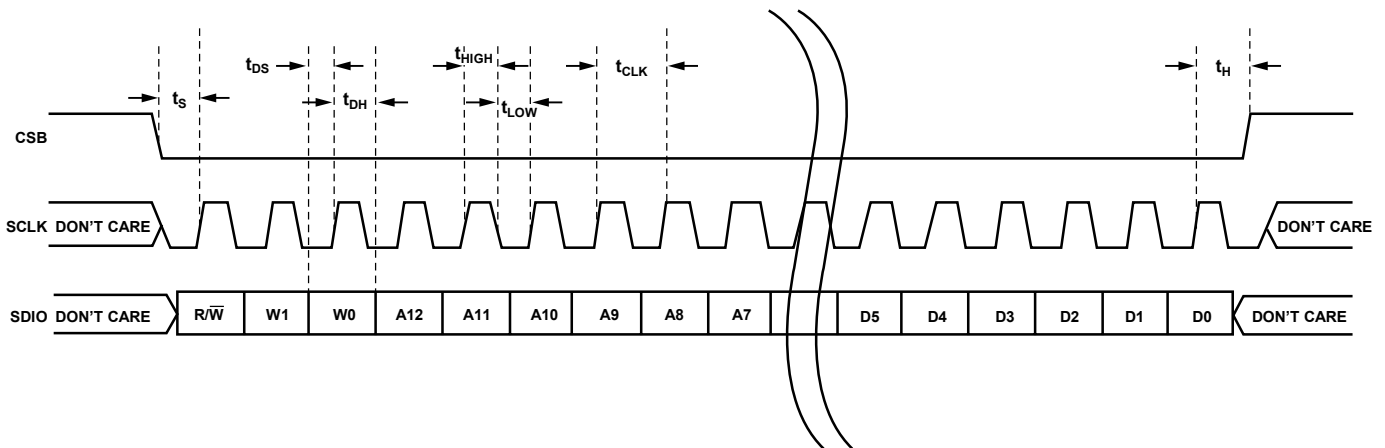 tDS
tHIGH
tCLK
tH
tS
tDH
tLOW
CSB
SCLK DON'T CARE
DON'T CARE
SDIO DON'T CARE R/W̅ W1 W0 A12 A11 A10 A9 A8 A7 D5 D4 D3 D2 D1 D0 DON'T CARE